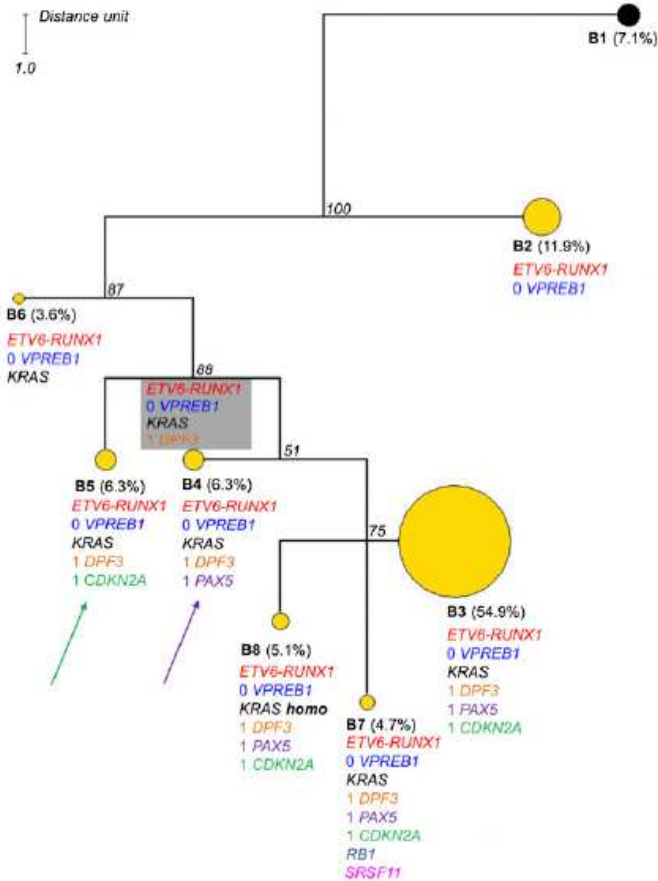 Distance unit
1.0
B1 (7.1%)
100
B2 (11.9%)
ETV6-RUNX1
0 VPREB1
87
B6 (3.6%)
ETV6-RUNX1
0 VPREB1
KRAS
88
ETV6-RUNX1
0 VPREB1
KRAS
1 DPF3
51
B5 (6.3%)
ETV6-RUNX1
0 VPREB1
KRAS
1 DPF3
1 CDKN2A
B4 (6.3%)
ETV6-RUNX1
0 VPREB1
KRAS
1 DPF3
1 PAX5
75
B3 (54.9%)
ETV6-RUNX1
0 VPREB1
KRAS
1 DPF3
1 PAX5
1 CDKN2A
B8 (5.1%)
ETV6-RUNX1
0 VPREB1
KRAS homo
1 DPF3
1 PAX5
1 CDKN2A
B7 (4.7%)
ETV6-RUNX1
0 VPREB1
KRAS
1 DPF3
1 PAX5
1 CDKN2A
RB1
SRSF11